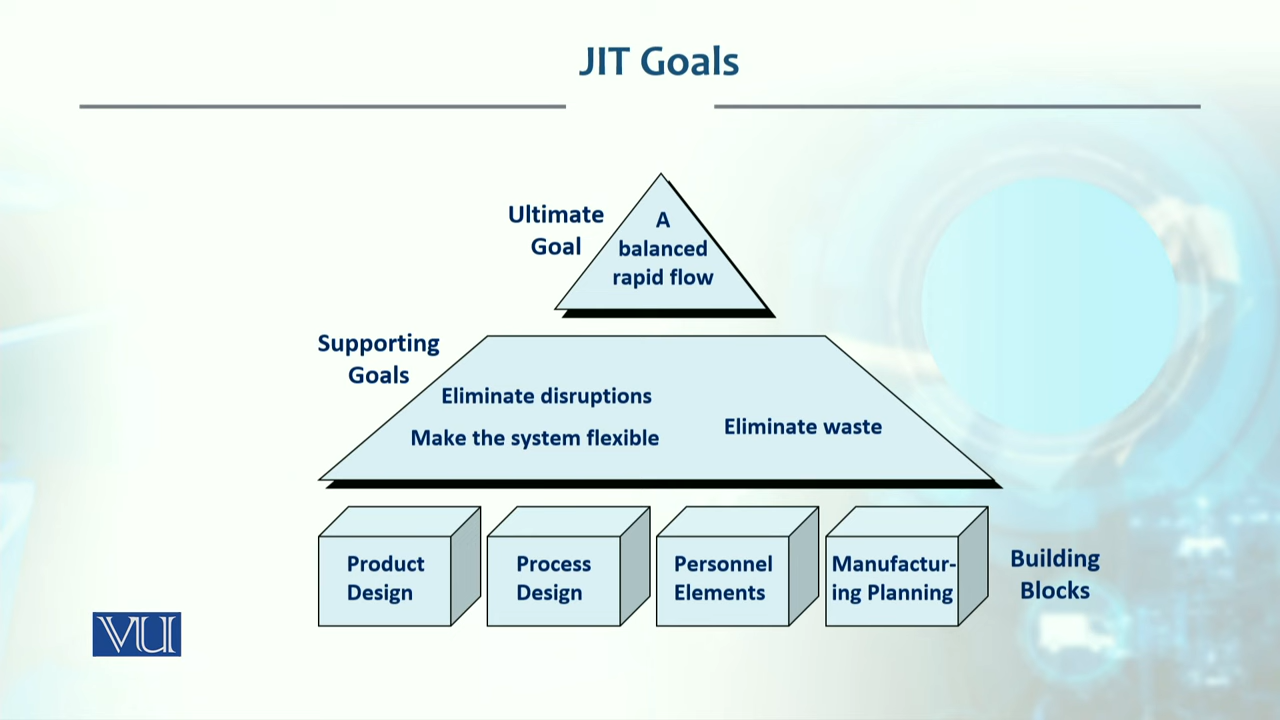 JIT Goals
Ultimate
Goal
A
balanced
rapid flow
Supporting
Goals
Eliminate disruptions
Make the system flexible
Eliminate waste
Product
Design
Process
Design
Personnel
Elements
Manufactur-
ing Planning
Building
Blocks
VU